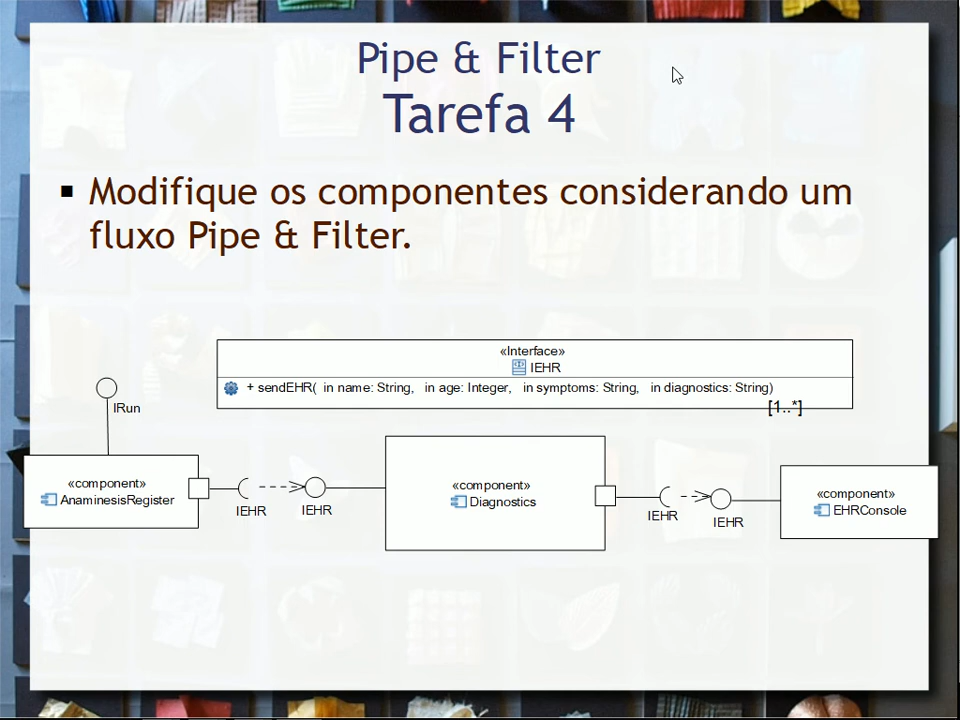 Pipe & Filter
Tarefa 4
▪ Modifique os componentes considerando um
fluxo Pipe & Filter.
«Interface»
IEHR
+ sendEHR( in name: String, in age: Integer, in symptoms: String, in diagnostics: String)
[1..*]
IRun
«component»
AnaminesisRegister
IEHR
IEHR
«component»
Diagnostics
IEHR
IEHR
«component»
EHRConsole